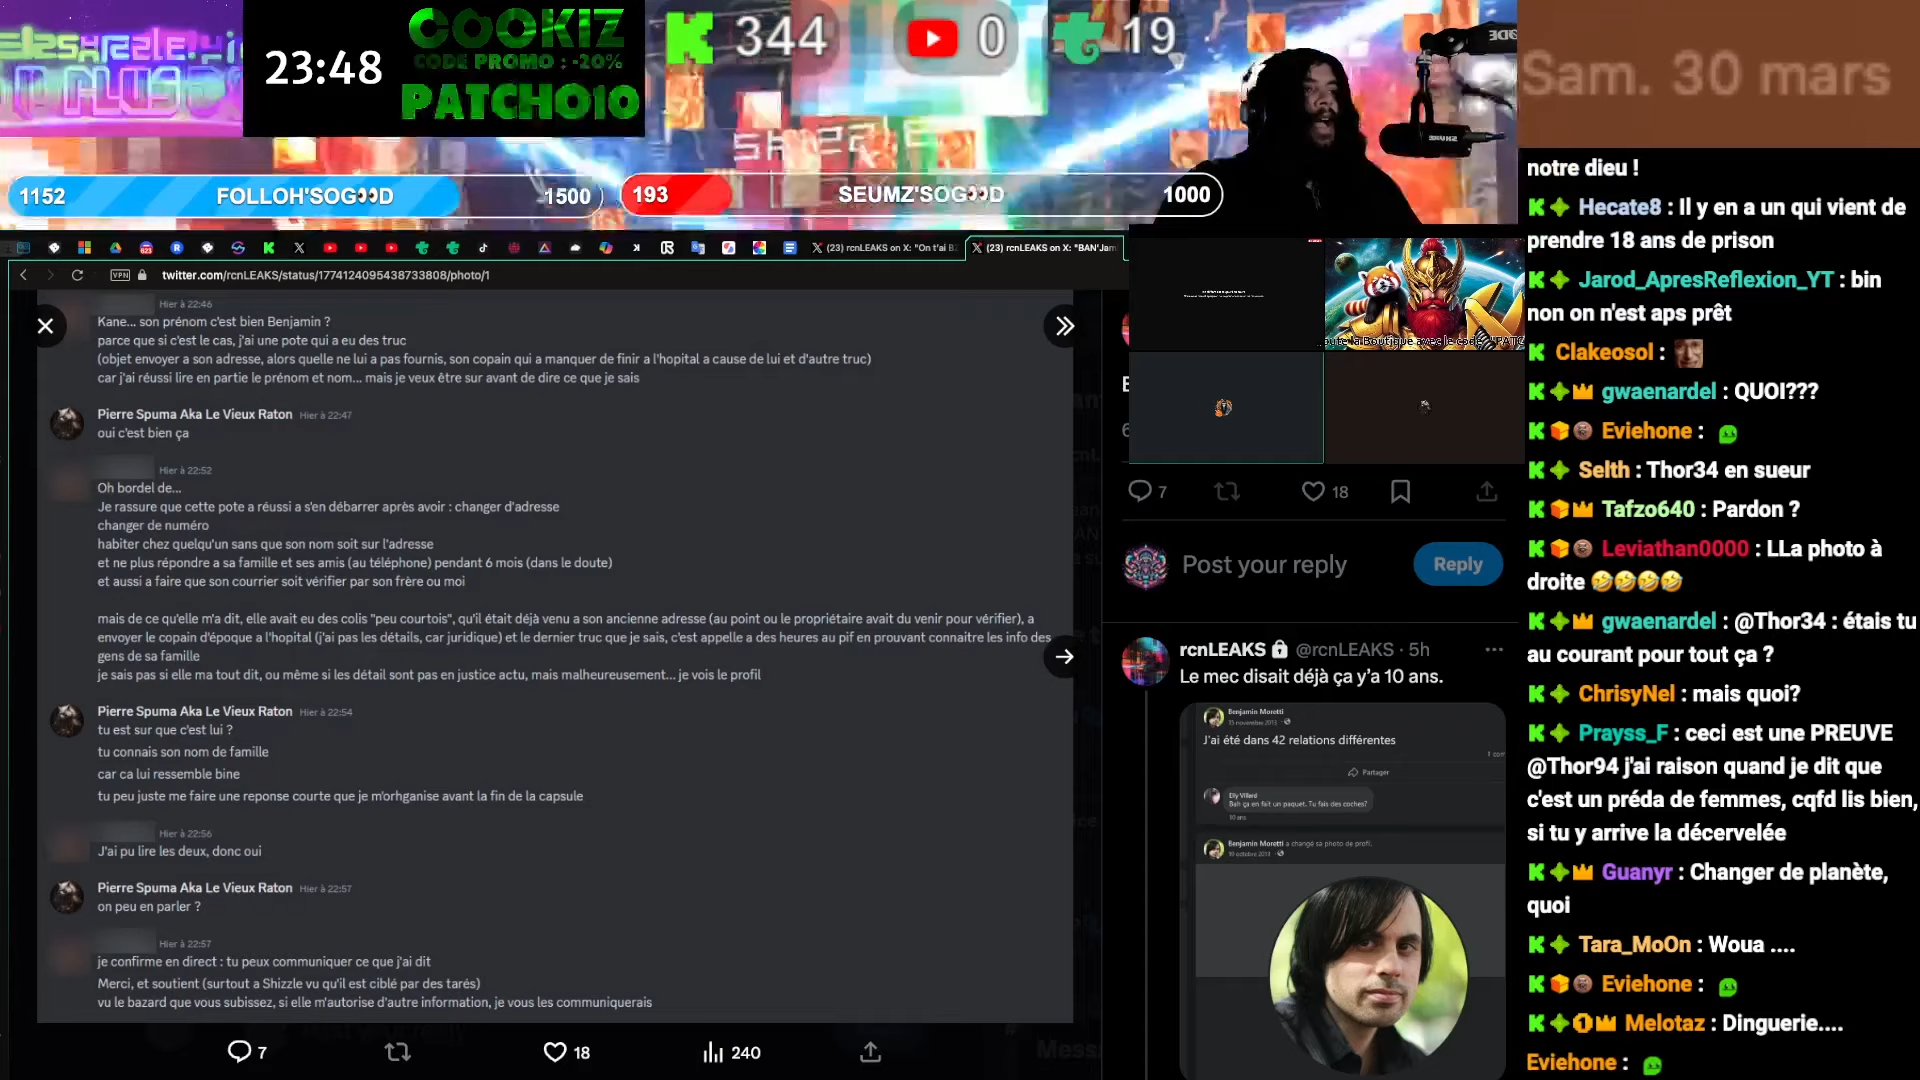 23:48
COOKIZ
CODE PROMO : -20%
PATCHO10
344
0
19
Sam. 30 mars
1152
FOLLOH'SOG👀D
1500
193
SEUMZ'SOG👀D
1000
(23) rcnLEAKS on X: "On t'ai B
(23) rcnLEAKS on X: "BAN'Jam
VPN
twitter.com/rcnLEAKS/status/1774124095438733808/photo/1
Hier à 22:46
Kane... son prénom c'est bien Benjamin ?
parce que si c'est le cas, j'ai une pote qui a eu des truc
(objet envoyer a son adresse, alors quelle ne lui a pas fournis, son copain qui a manquer de finir a l'hopital a cause de lui et d'autre truc)
car j'ai réussi lire en partie le prénom et nom... mais je veux être sur avant de dire ce que je sais
Pierre Spuma Aka Le Vieux Raton Hier à 22:47
oui c'est bien ça
Hier à 22:52
Oh bordel de...
Je rassure que cette pote a réussi a s'en débarrer après avoir : changer d'adresse
changer de numéro
habiter chez quelqu'un sans que son nom soit sur l'adresse
et ne plus répondre a sa famille et ses amis (au téléphone) pendant 6 mois (dans le doute)
et aussi a faire que son courrier soit vérifier par son frère ou moi
mais de ce qu'elle m'a dit, elle avait eu des colis "peu courtois", qu'il était déjà venu a son ancienne adresse (au point ou le propriétaire avait du venir pour vérifier), a
envoyer le copain d'époque a l'hopital (j'ai pas les détails, car juridique) et le dernier truc que je sais, c'est appelle a des heures au pif en prouvant connaitre les info des
gens de sa famille
je sais pas si elle ma tout dit, ou même si les détail sont pas en justice actu, mais malheureusement... je vois le profil
Pierre Spuma Aka Le Vieux Raton Hier à 22:54
tu est sur que c'est lui ?
tu connais son nom de famille
car ca lui ressemble bine
tu peu juste me faire une reponse courte que je m'orhganise avant la fin de la capsule
Hier à 22:56
J'ai pu lire les deux, donc oui
Pierre Spuma Aka Le Vieux Raton Hier à 22:57
on peu en parler ?
Hier à 22:57
je confirme en direct : tu peux communiquer ce que j'ai dit
Merci, et soutient (surtout a Shizzle vu qu'il est ciblé par des tarés)
vu le bazard que vous subissez, si elle m'autorise d'autre information, je vous les communiquerais
7
18
240
7
18
Post your reply
Reply
rcnLEAKS @rcnLEAKS · 5h
Le mec disait déjà ça y'a 10 ans.
Benjamin Moretti
15 novembre 2013
J'ai été dans 42 relations différentes
Partager
Elly Villard
Bah ça en fait un paquet. Tu fais des coches?
10 ans
Benjamin Moretti a changé sa photo de profil.
19 octobre 2013
notre dieu !
Hecate8 : Il y en a un qui vient de
prendre 18 ans de prison
Jarod_ApresReflexion_YT : bin
non on n'est aps prêt
Clakeosol :
gwaenardel : QUOI???
Eviehone :
Selth : Thor34 en sueur
Tafzo640 : Pardon ?
Leviathan0000 : LLa photo à
droite 🤣🤣🤣🤣
gwaenardel : @Thor34 : étais tu
au courant pour tout ça ?
ChrisyNel : mais quoi?
Prayss_F : ceci est une PREUVE
@Thor94 j'ai raison quand je dit que
c'est un préda de femmes, cqfd lis bien,
si tu y arrive la décervelée
Guanyr : Changer de planète,
quoi
Tara_MoOn : Woua ....
Eviehone :
Melotaz : Dinguerie....
Eviehone :